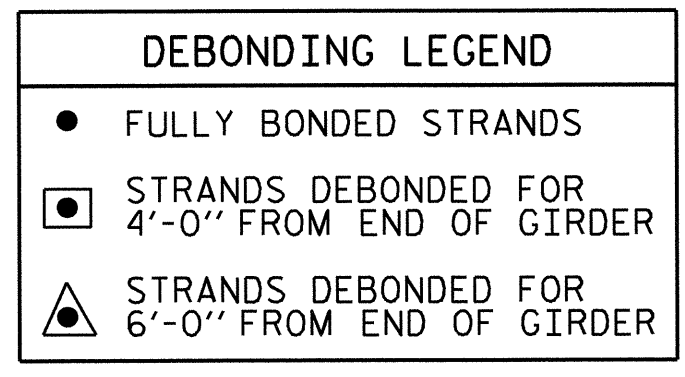 DEBONDING LEGEND
FULLY BONDED STRANDS
STRANDS DEBONDED FOR
4'-0" FROM END OF GIRDER
STRANDS DEBONDED FOR
6'-0" FROM END OF GIRDER